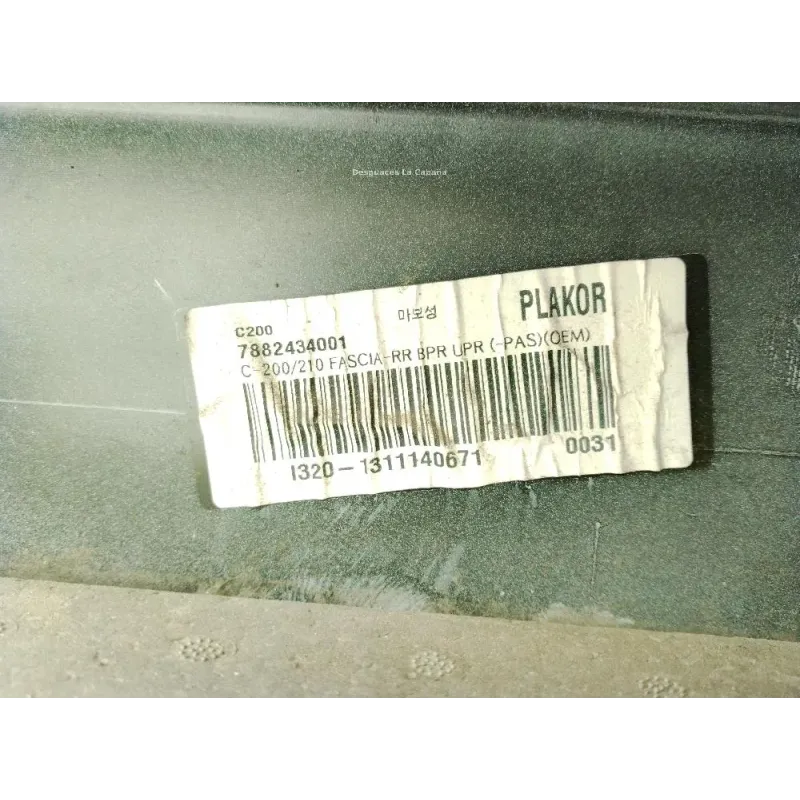 Desguaces La Cabaña
C200
마모성
PLAKOR
7882434001
C-200/210 FASCIA-RR BPR UPR (-PAS)(OEM)
I320-1311140671
0031